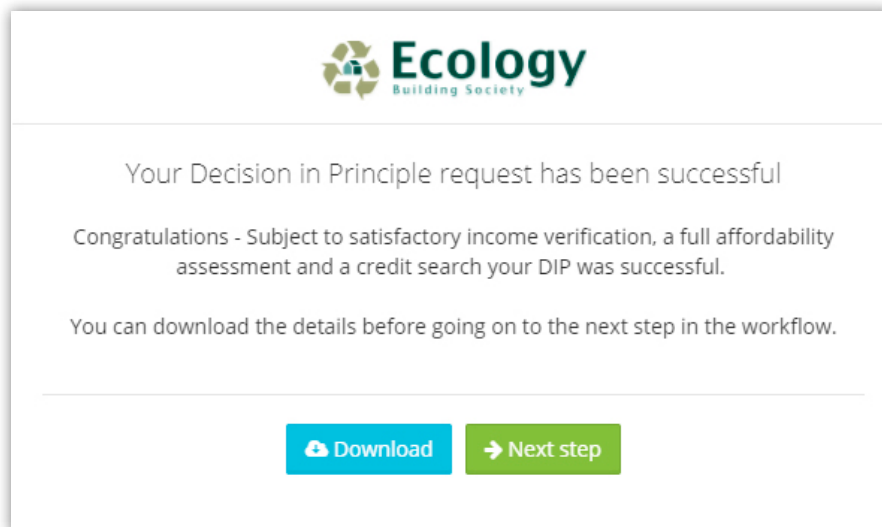 Ecology
Building Society
Your Decision in Principle request has been successful
Congratulations - Subject to satisfactory income verification, a full affordability
assessment and a credit search your DIP was successful.
You can download the details before going on to the next step in the workflow.
Download
Next step